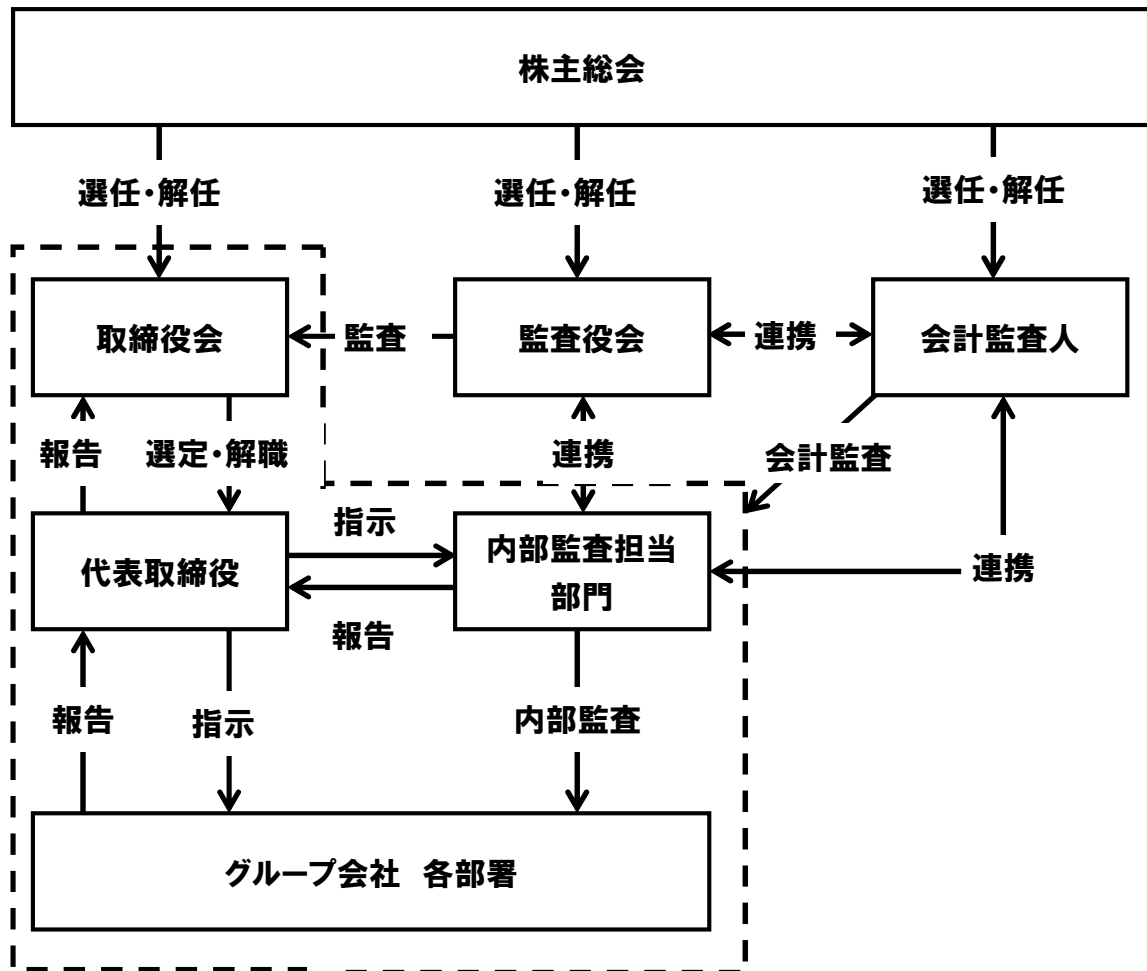 株主総会
選任・解任
選任・解任
選任・解任
取締役会
監査
監査役会
連携
会計監査人
報告
選定・解職
連携
会計監査
指示
代表取締役
内部監査担当
部門
連携
報告
報告
指示
内部監査
グループ会社 各部署